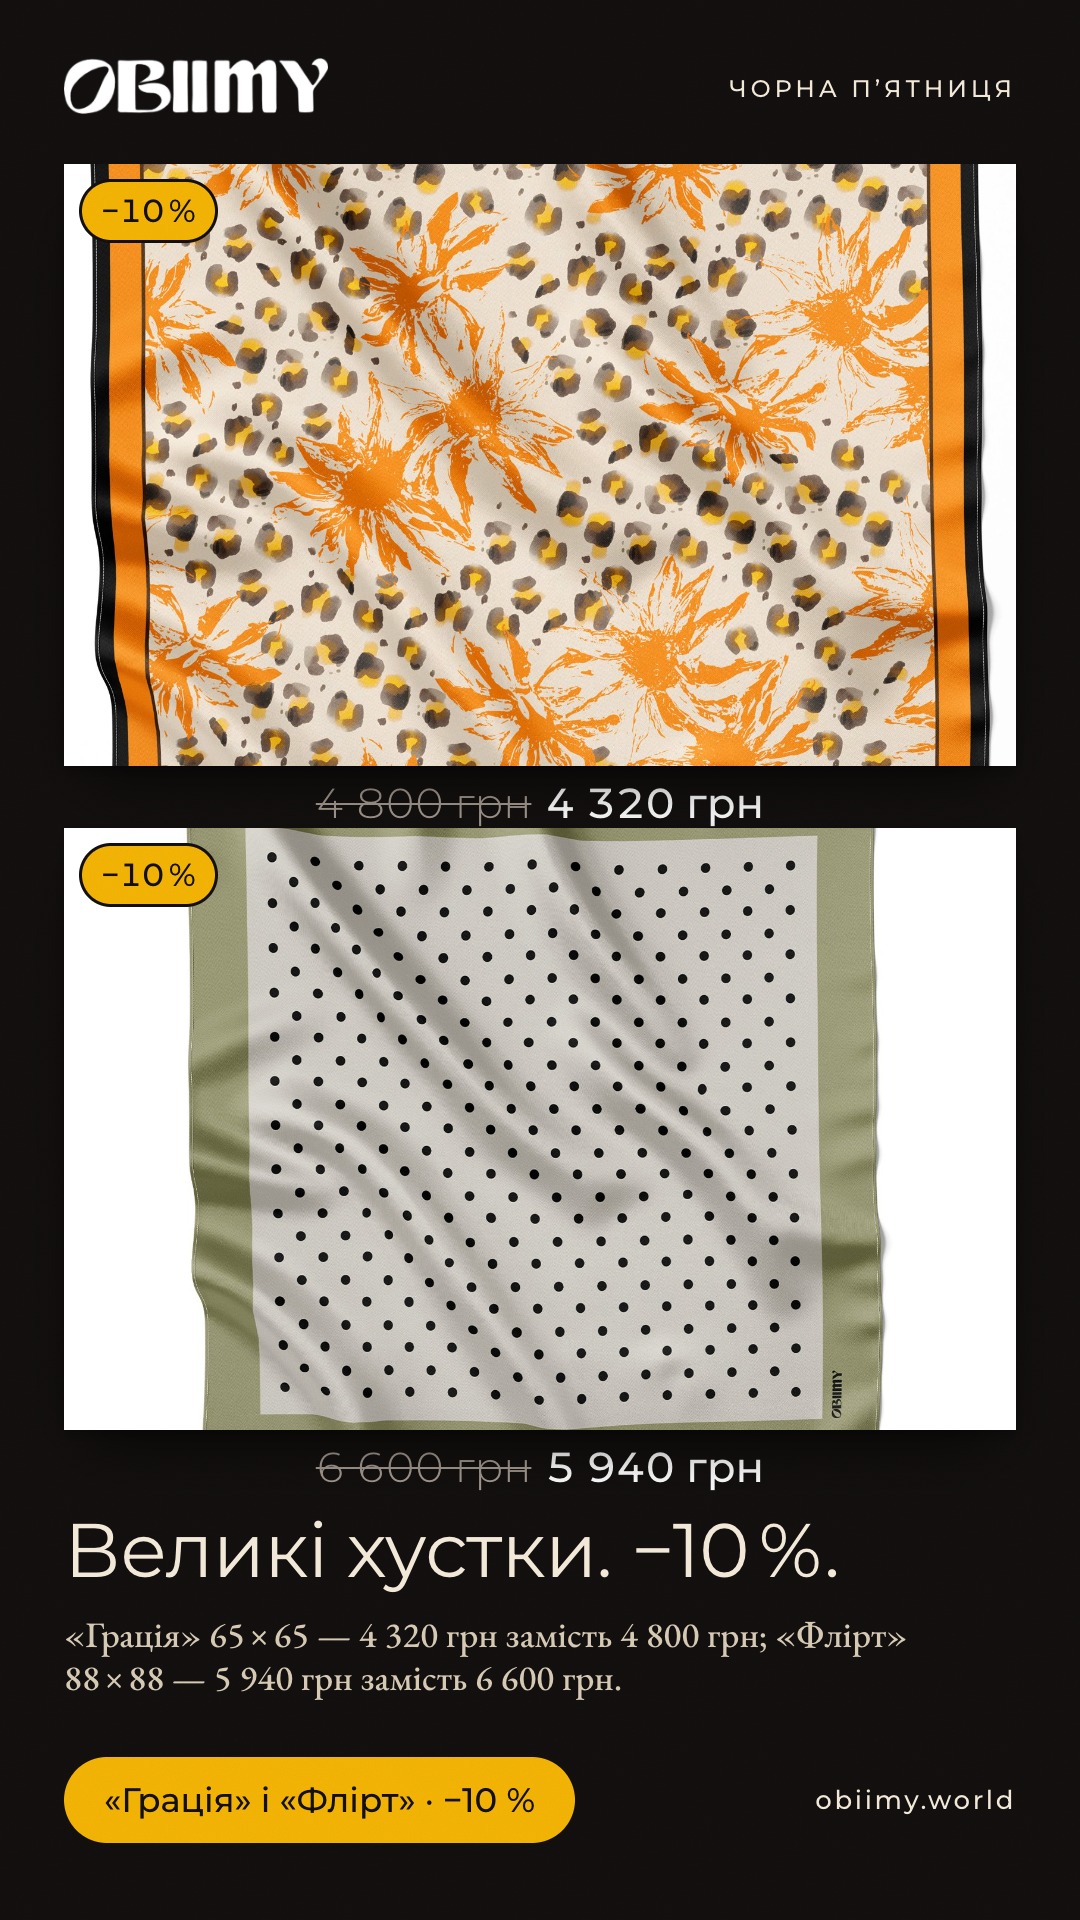 OBIIMY
ЧОРНА П’ЯТНИЦЯ
−10 %
4 800 грн 4 320 грн
−10 %
OBIIMY
6 600 грн 5 940 грн
Великі хустки. −10 %.
«Грація» 65 × 65 — 4 320 грн замість 4 800 грн; «Флірт»
88 × 88 — 5 940 грн замість 6 600 грн.
«Грація» і «Флірт» · −10 %
obiimy.world